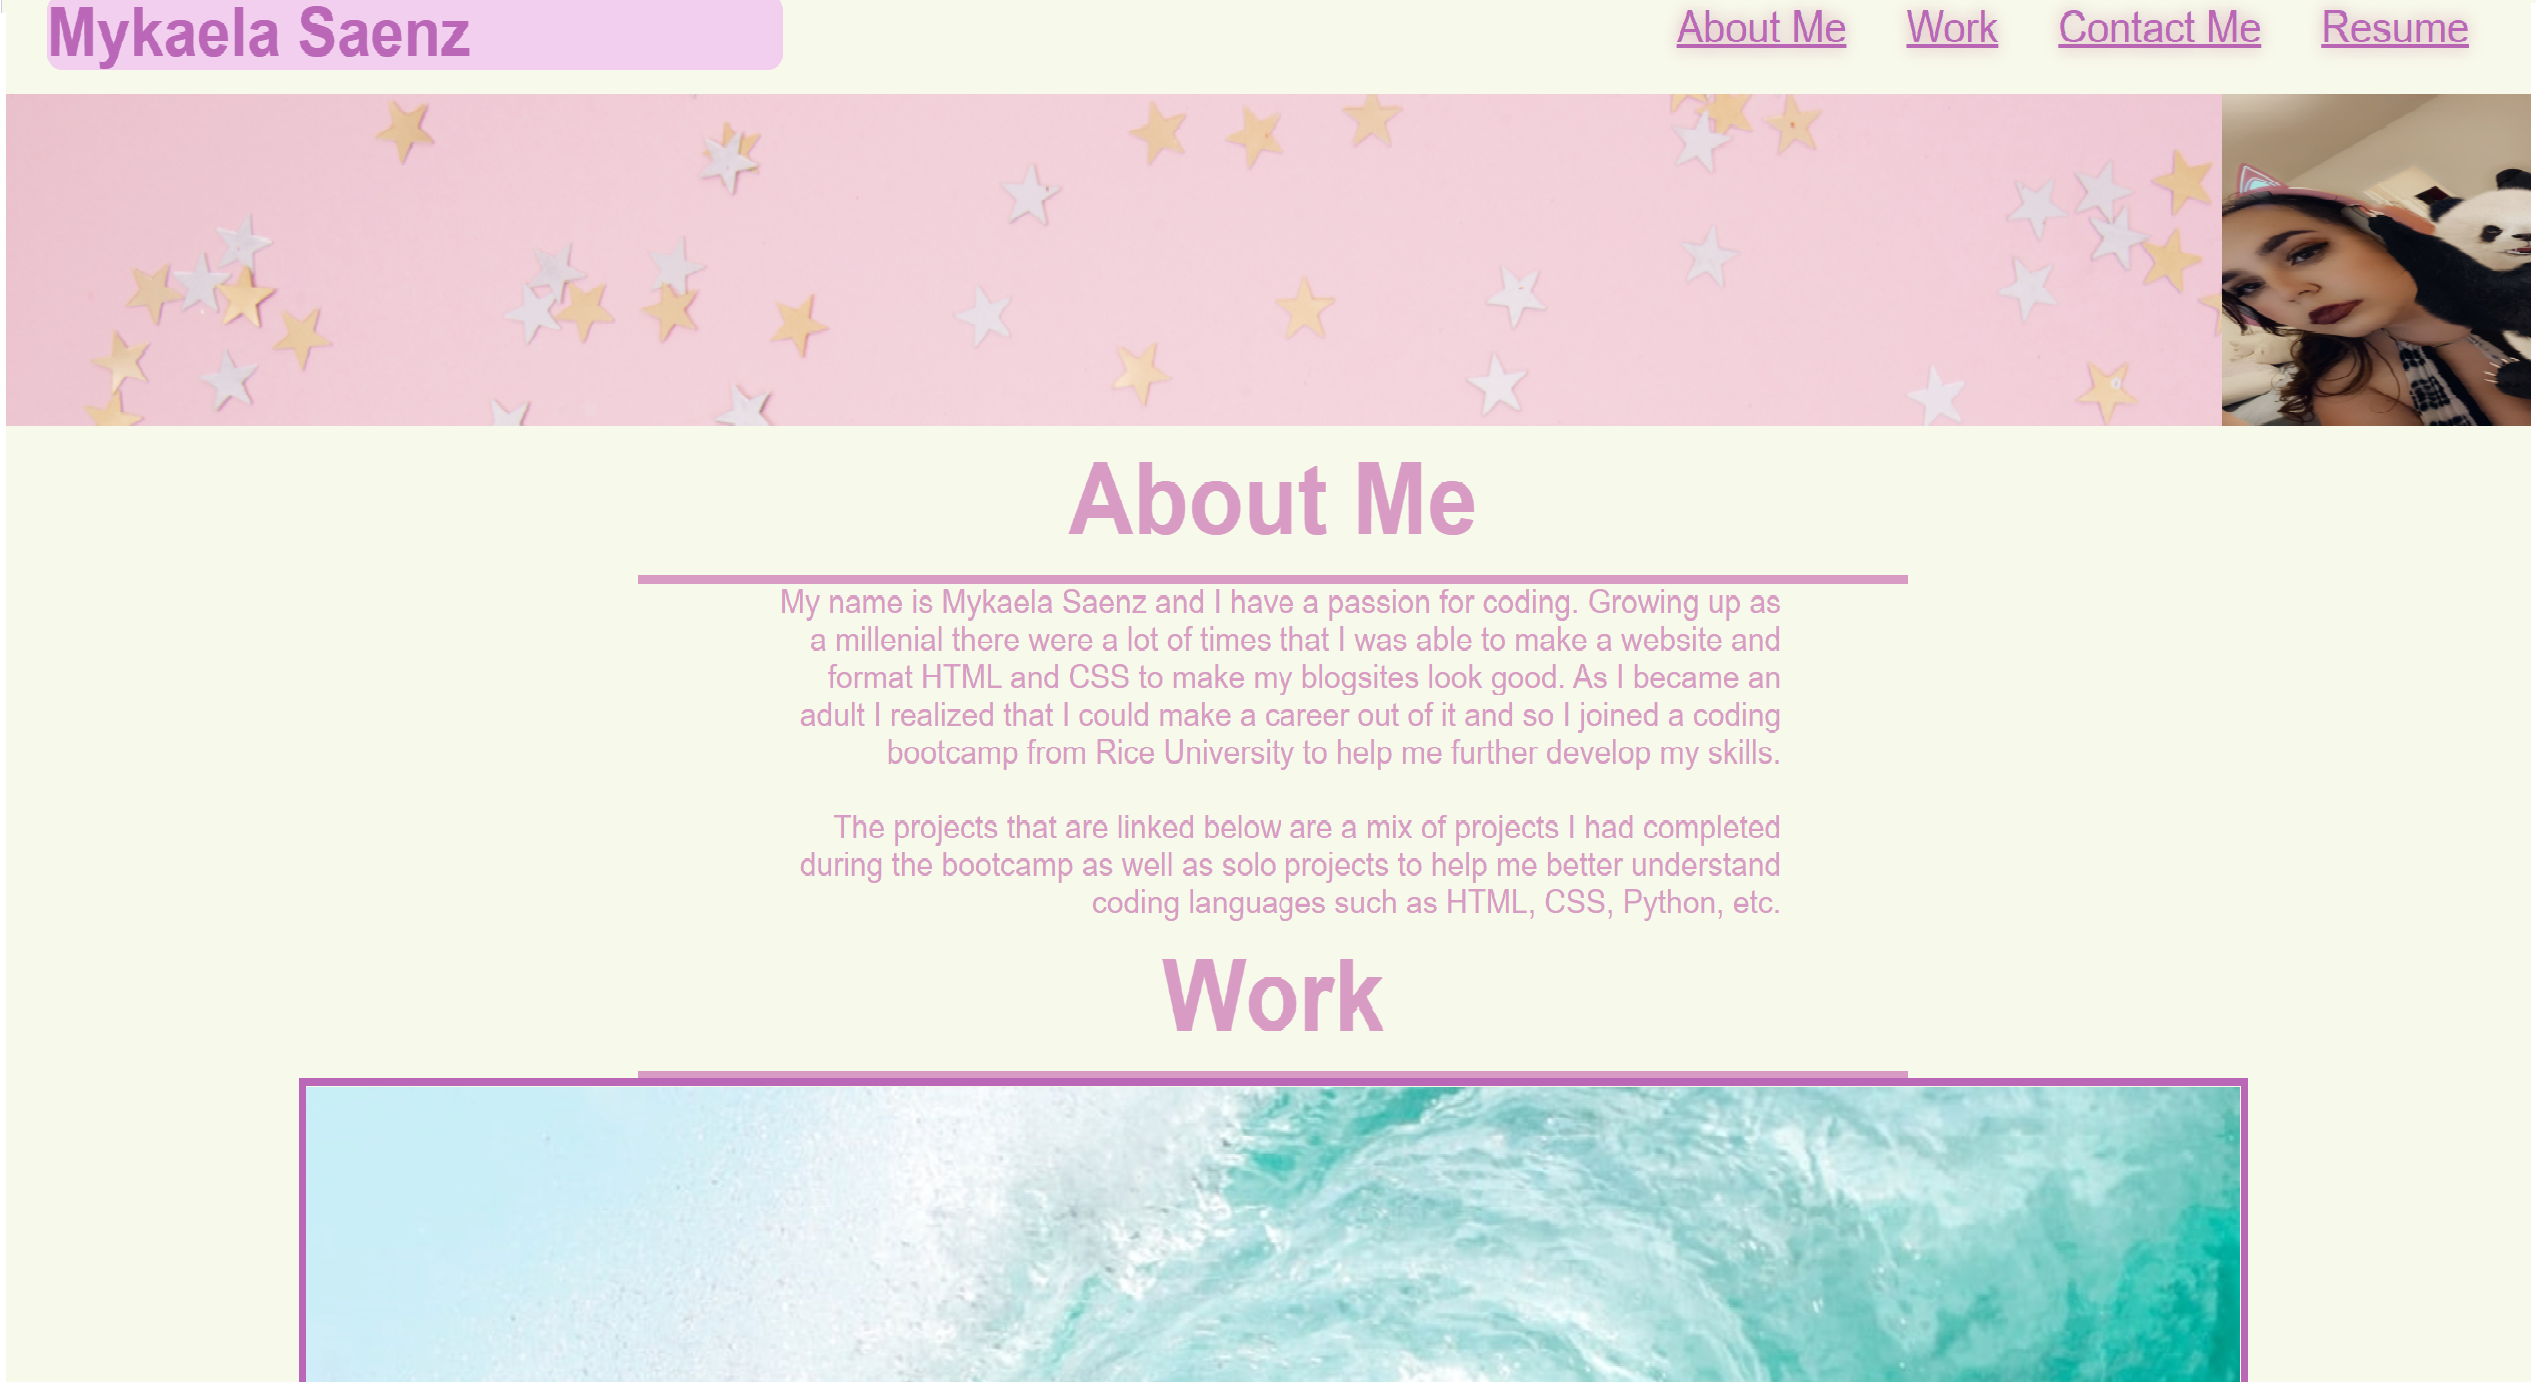 Mykaela Saenz
About Me Work Contact Me Resume
About Me
My name is Mykaela Saenz and I have a passion for coding. Growing up as
a millenial there were a lot of times that I was able to make a website and
format HTML and CSS to make my blogsites look good. As I became an
adult I realized that I could make a career out of it and so I joined a coding
bootcamp from Rice University to help me further develop my skills.
The projects that are linked below are a mix of projects I had completed
during the bootcamp as well as solo projects to help me better understand
coding languages such as HTML, CSS, Python, etc.
Work